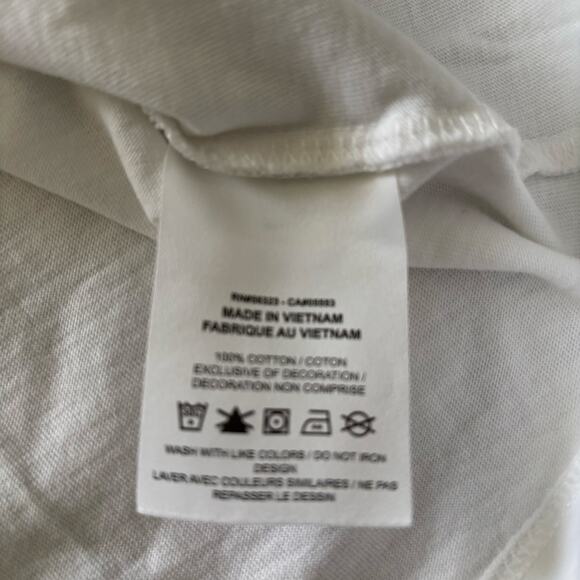 MADE IN VIETNAM
FABRIQUE AU VIETNAM
100% COTTON / COTON
EXCLUSIVE OF DECORATION /
DECORATION NON COMPRISE
WASH WITH LIKE COLORS / DO NOT IRON
DESIGN
LAVER AVEC COULEURS SIMILAIRES / NE PAS
REPASSER LE DESSIN